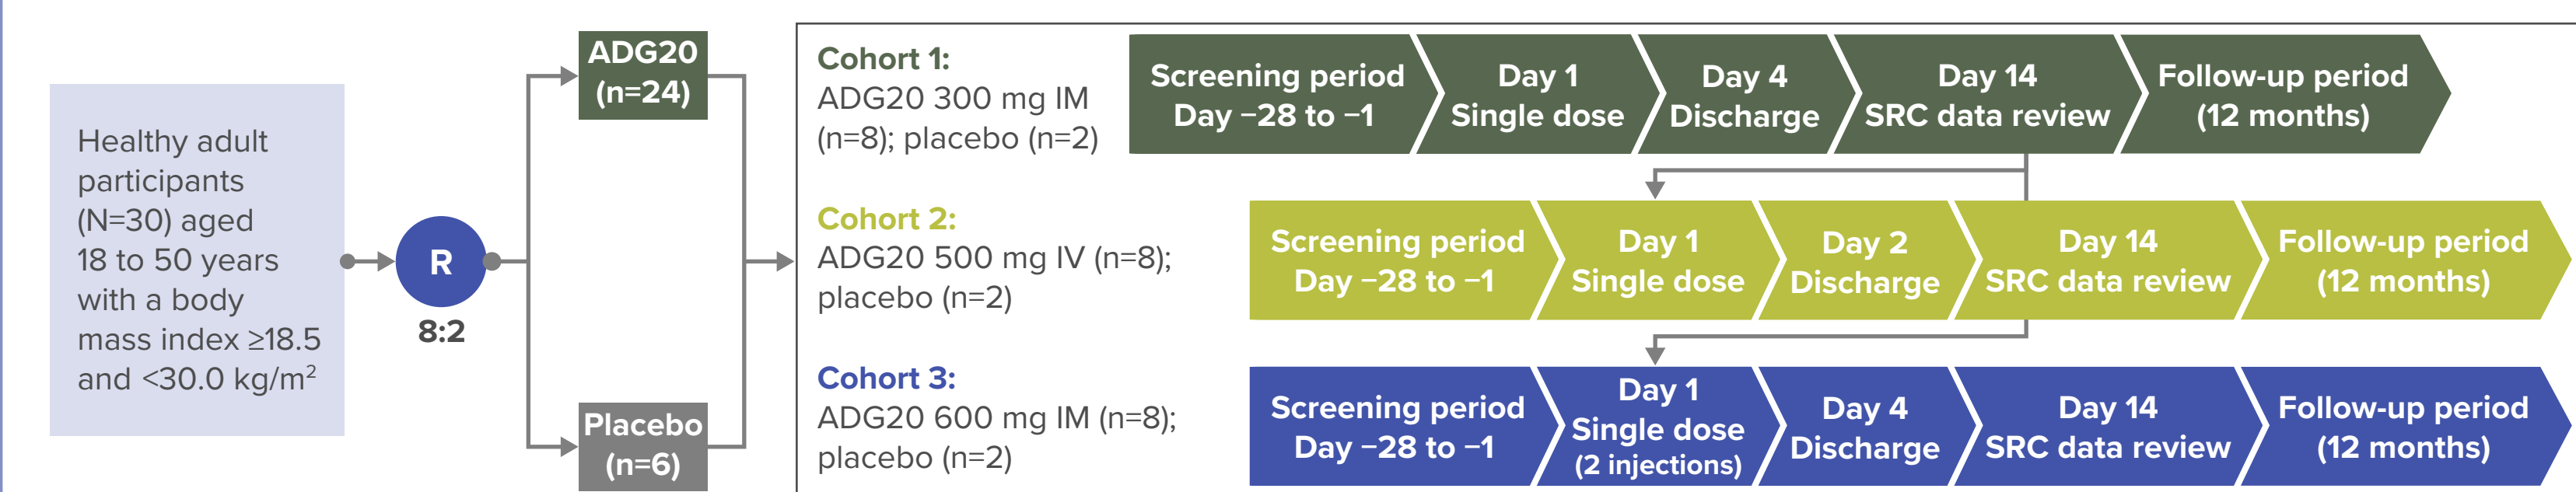 Healthy adult
participants
(N=30) aged
18 to 50 years
with a body
mass index ≥18.5
and <30.0 kg/m²
R
8:2
ADG20
(n=24)
Placebo
(n=6)
Cohort 1:
ADG20 300 mg IM
(n=8); placebo (n=2)
Screening period
Day −28 to −1
Day 1
Single dose
Day 4
Discharge
Day 14
SRC data review
Follow-up period
(12 months)
Cohort 2:
ADG20 500 mg IV (n=8);
placebo (n=2)
Screening period
Day −28 to −1
Day 1
Single dose
Day 2
Discharge
Day 14
SRC data review
Follow-up period
(12 months)
Cohort 3:
ADG20 600 mg IM (n=8);
placebo (n=2)
Screening period
Day −28 to −1
Day 1
Single dose
(2 injections)
Day 4
Discharge
Day 14
SRC data review
Follow-up period
(12 months)